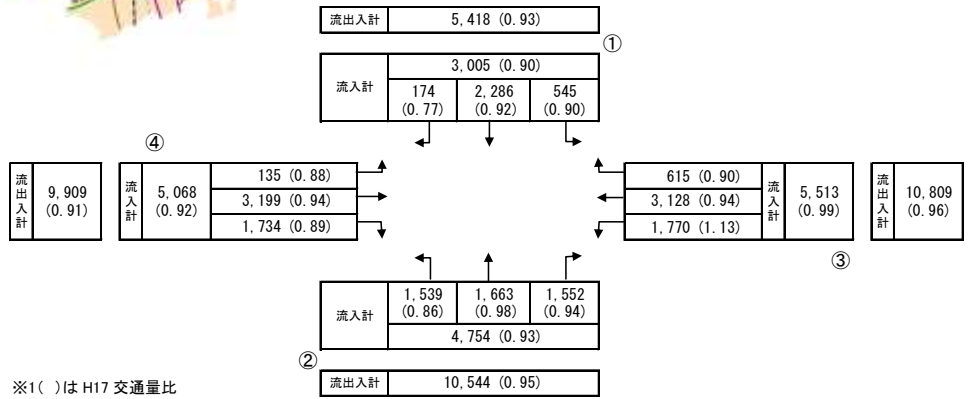 流出入計 5,418 (0.93)
①
流入計 3,005 (0.90)
174 2,286 545
(0.77) (0.92) (0.90)
④
流出入計 9,909 (0.91)
流入計 5,068 (0.92)
135 (0.88)
3,199 (0.94)
1,734 (0.89)
615 (0.90)
3,128 (0.94)
1,770 (1.13)
流入計 5,513 (0.99)
流出入計 10,809 (0.96)
③
流入計
1,539 1,663 1,552
(0.86) (0.98) (0.94)
4,754 (0.93)
②
流出入計 10,544 (0.95)
※1( )は H17 交通量比